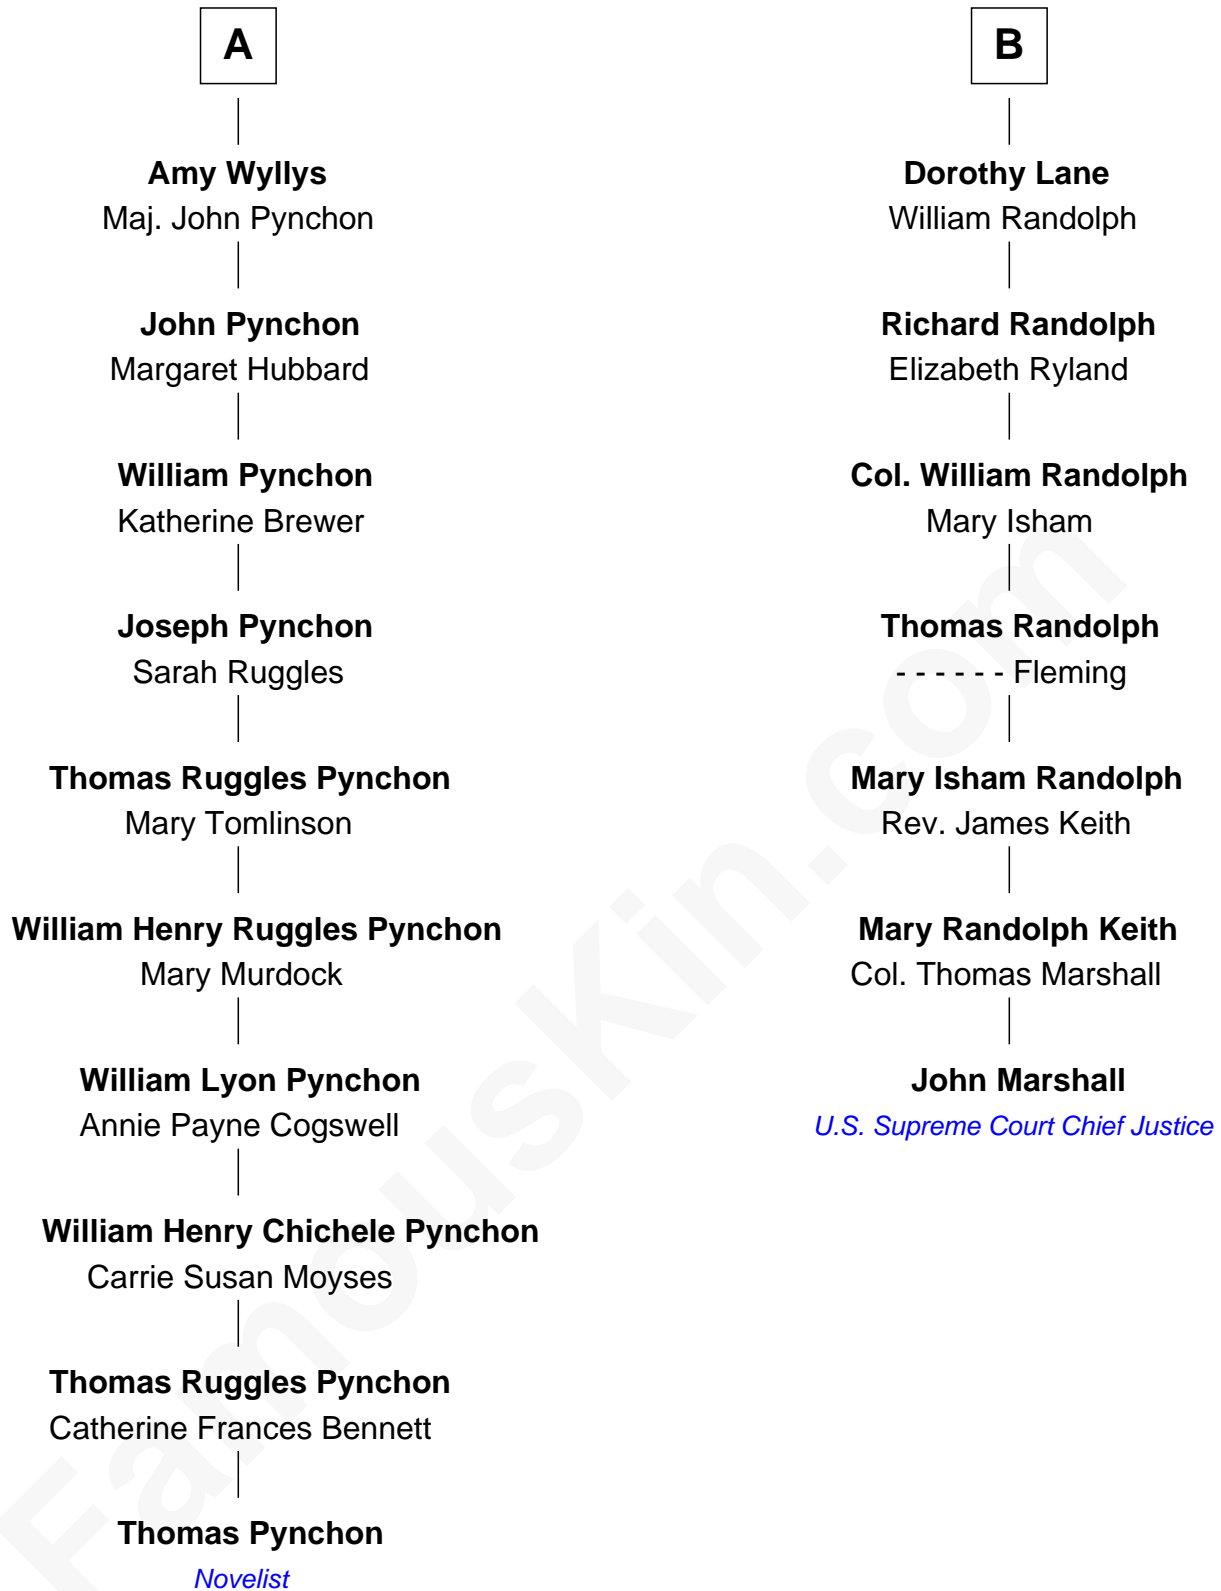 A
Amy Wyllys
Maj. John Pynchon
John Pynchon
Margaret Hubbard
William Pynchon
Katherine Brewer
Joseph Pynchon
Sarah Ruggles
Thomas Ruggles Pynchon
Mary Tomlinson
William Henry Ruggles Pynchon
Mary Murdock
William Lyon Pynchon
Annie Payne Cogswell
William Henry Chichele Pynchon
Carrie Susan Moyses
Thomas Ruggles Pynchon
Catherine Frances Bennett
Thomas Pynchon
Novelist
B
Dorothy Lane
William Randolph
Richard Randolph
Elizabeth Ryland
Col. William Randolph
Mary Isham
Thomas Randolph
- - - - - - Fleming
Mary Isham Randolph
Rev. James Keith
Mary Randolph Keith
Col. Thomas Marshall
John Marshall
U.S. Supreme Court Chief Justice
FamousKin.com